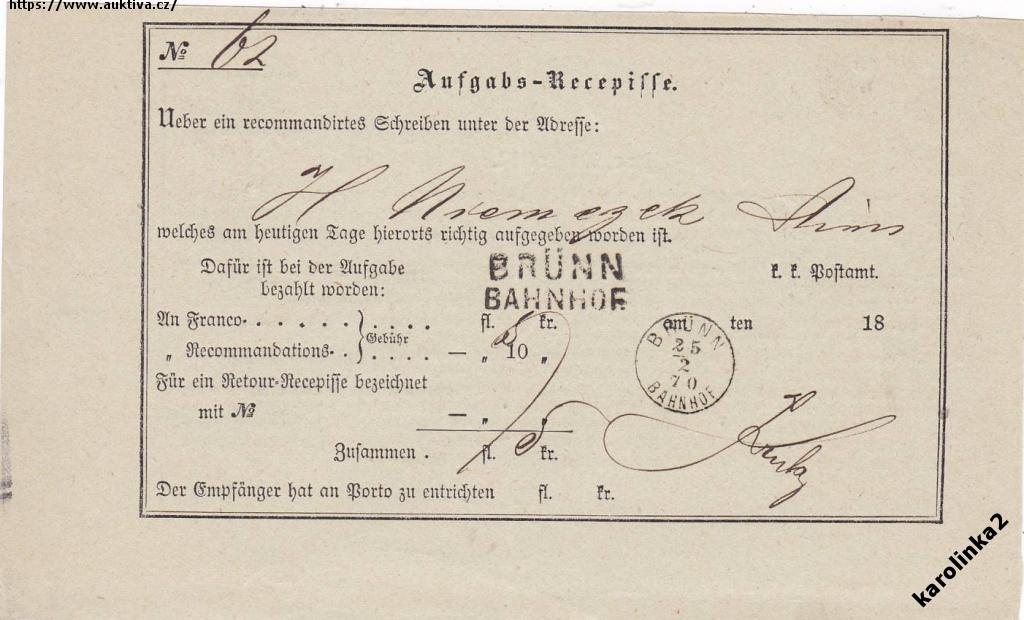 https://www.auktiva.cz/
№ 62
Aufgabs-Recepisse.
Ueber ein recommandirtes Schreiben unter der Adresse:
H
welches am heutigen Tage hierorts richtig aufgegeben worden ist.
BRÜNN
BAHNHOF
Dafür ist bei der Aufgabe
bezahlt worden:
k. k. Postamt.
An Franco . . . . . } . . . . fl. kr.
am ten 18
„ Recommandations . . } Gebühr . . . . — „ 10 „
BRÜNN
25
2
70
BAHNHOF
Für ein Retour-Recepisse bezeichnet
mit № — „ „
Zusammen . fl. kr.
Der Empfänger hat an Porto zu entrichten fl. kr.
karolinka2